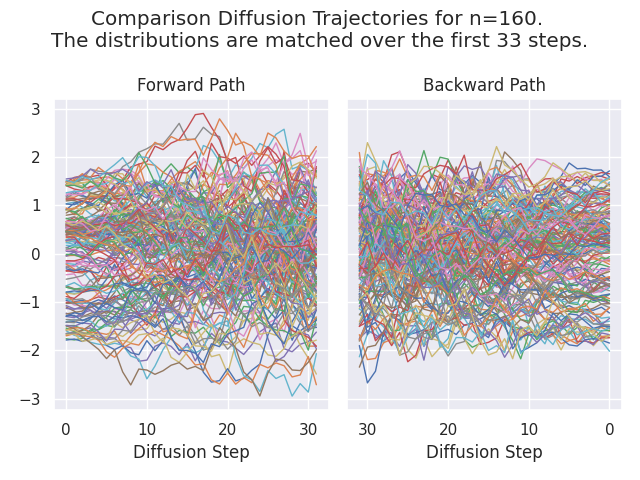 Comparison Diffusion Trajectories for n=160.
The distributions are matched over the first 33 steps.
Forward Path
Backward Path
3
2
1
0
−1
−2
−3
0
10
20
30
30
20
10
0
Diffusion Step
Diffusion Step